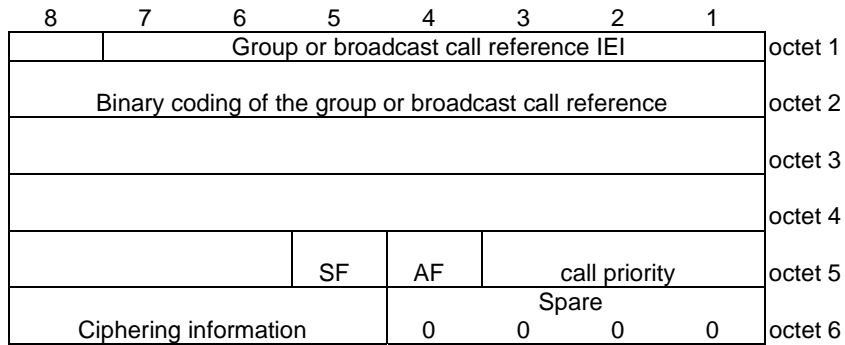 8 7 6 5 4 3 2 1
Group or broadcast call reference IEI octet 1
Binary coding of the group or broadcast call reference octet 2
octet 3
octet 4
SF AF call priority octet 5
Spare
Ciphering information 0 0 0 0 octet 6